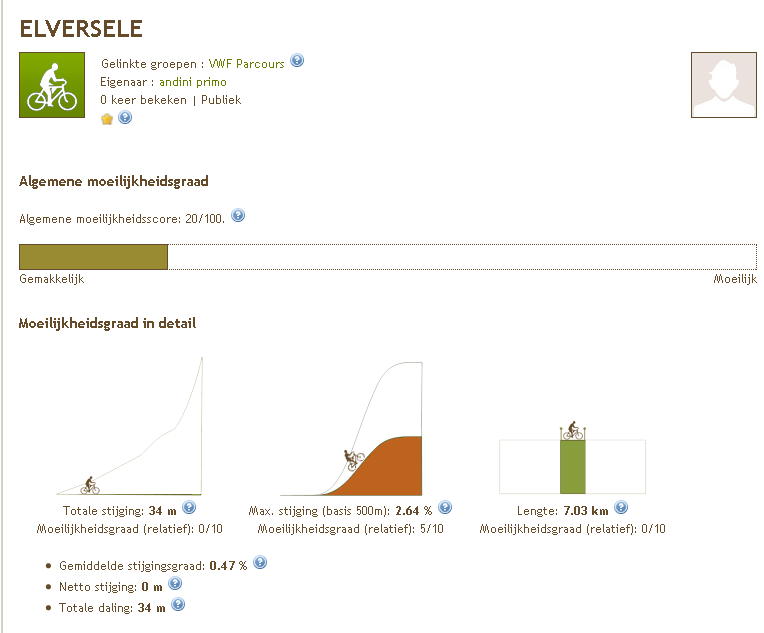 ELVERSELE
Gelinkte groepen : VWF Parcours
Eigenaar : andini primo
0 keer bekeken | Publiek
Algemene moeilijkheidsgraad
Algemene moeilijkheidsscore: 20/100.
Gemakkelijk
Moeilijk
Moeilijkheidsgraad in detail
Totale stijging: 34 m
Moeilijkheidsgraad (relatief): 0/10
Max. stijging (basis 500m): 2.64 %
Moeilijkheidsgraad (relatief): 5/10
Lengte: 7.03 km
Moeilijkheidsgraad (relatief): 0/10
Gemiddelde stijgingsgraad: 0.47 %
Netto stijging: 0 m
Totale daling: 34 m